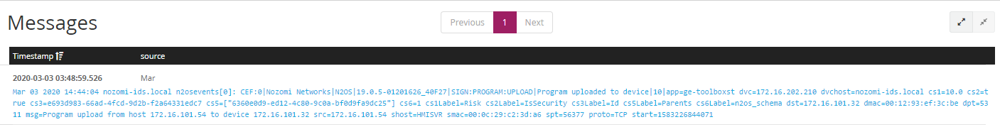 Messages
Previous 1 Next
Timestamp source
2020-03-03 03:48:59.526 Mar
Mar 03 2020 14:44:04 nozomi-ids.local n2osevents[0]: CEF:0|Nozomi Networks|N2OS|19.0.5-01201626_40F27|SIGN:PROGRAM:UPLOAD|Program uploaded to device|10|app=ge-toolboxst dvc=172.16.202.210 dvchost=nozomi-ids.local cs1=10.0 cs2=t
rue cs3=e693d983-66ad-4fcd-9d2b-f2a64331edc7 cs5=["6360e0d9-ed12-4c80-9c0a-bf0d9fa9dc25"] cs6=1 cs1Label=Risk cs2Label=IsSecurity cs3Label=Id cs5Label=Parents cs6Label=n2os_schema dst=172.16.101.32 dmac=00:12:93:ef:3c:be dpt=53
11 msg=Program upload from host 172.16.101.54 to device 172.16.101.32 src=172.16.101.54 shost=HMISVR smac=00:0c:29:c2:3d:a6 spt=56377 proto=TCP start=1583226844071